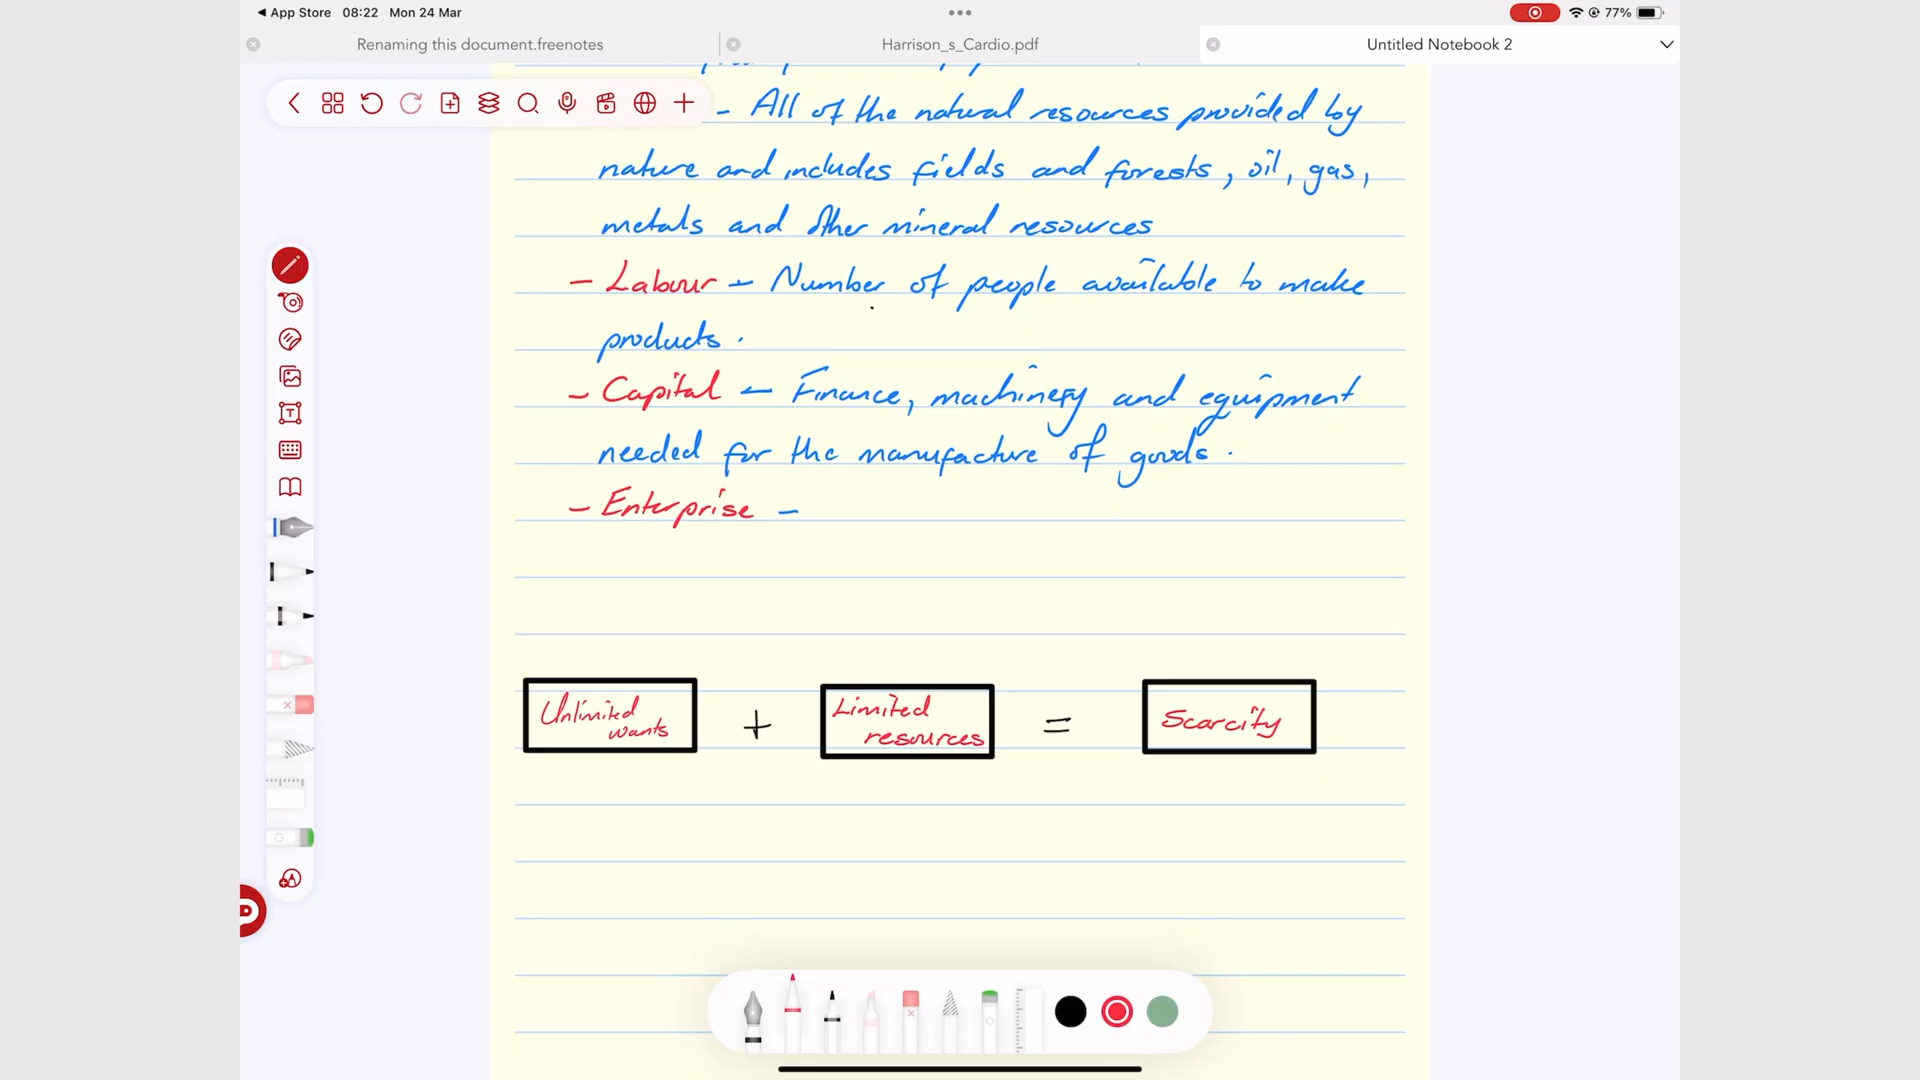 App Store 08:22 Mon 24 Mar
77%
Renaming this document.freenotes
Harrison_s_Cardio.pdf
Untitled Notebook 2
- All of the natural resources provided by
nature and includes fields and forests, oil, gas,
metals and other mineral resources
- Labour - Number of people available to make
products.
- Capital - Finance, machinery and equipment
needed for the manufacture of goods.
- Enterprise -
Unlimited
wants
+
Limited
resources
=
Scarcity